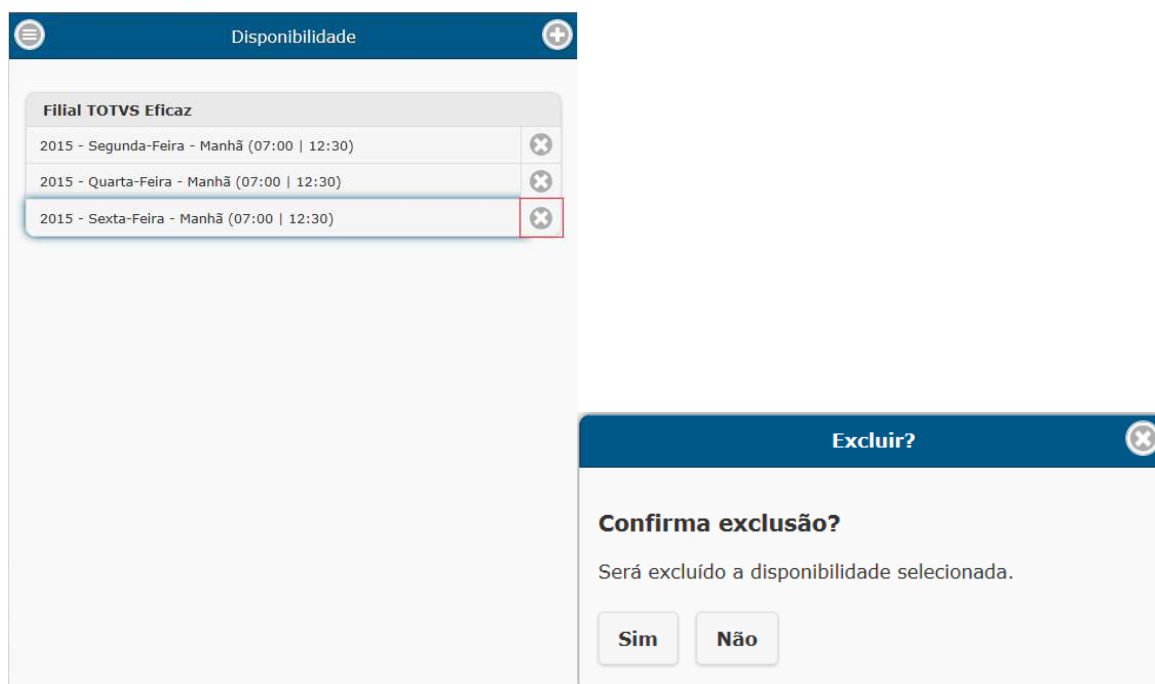 Disponibilidade
Filial TOTVS Eficaz
2015 - Segunda-Feira - Manhã (07:00 | 12:30)
2015 - Quarta-Feira - Manhã (07:00 | 12:30)
2015 - Sexta-Feira - Manhã (07:00 | 12:30)
Excluir?
Confirma exclusão?
Será excluído a disponibilidade selecionada.
Sim Não